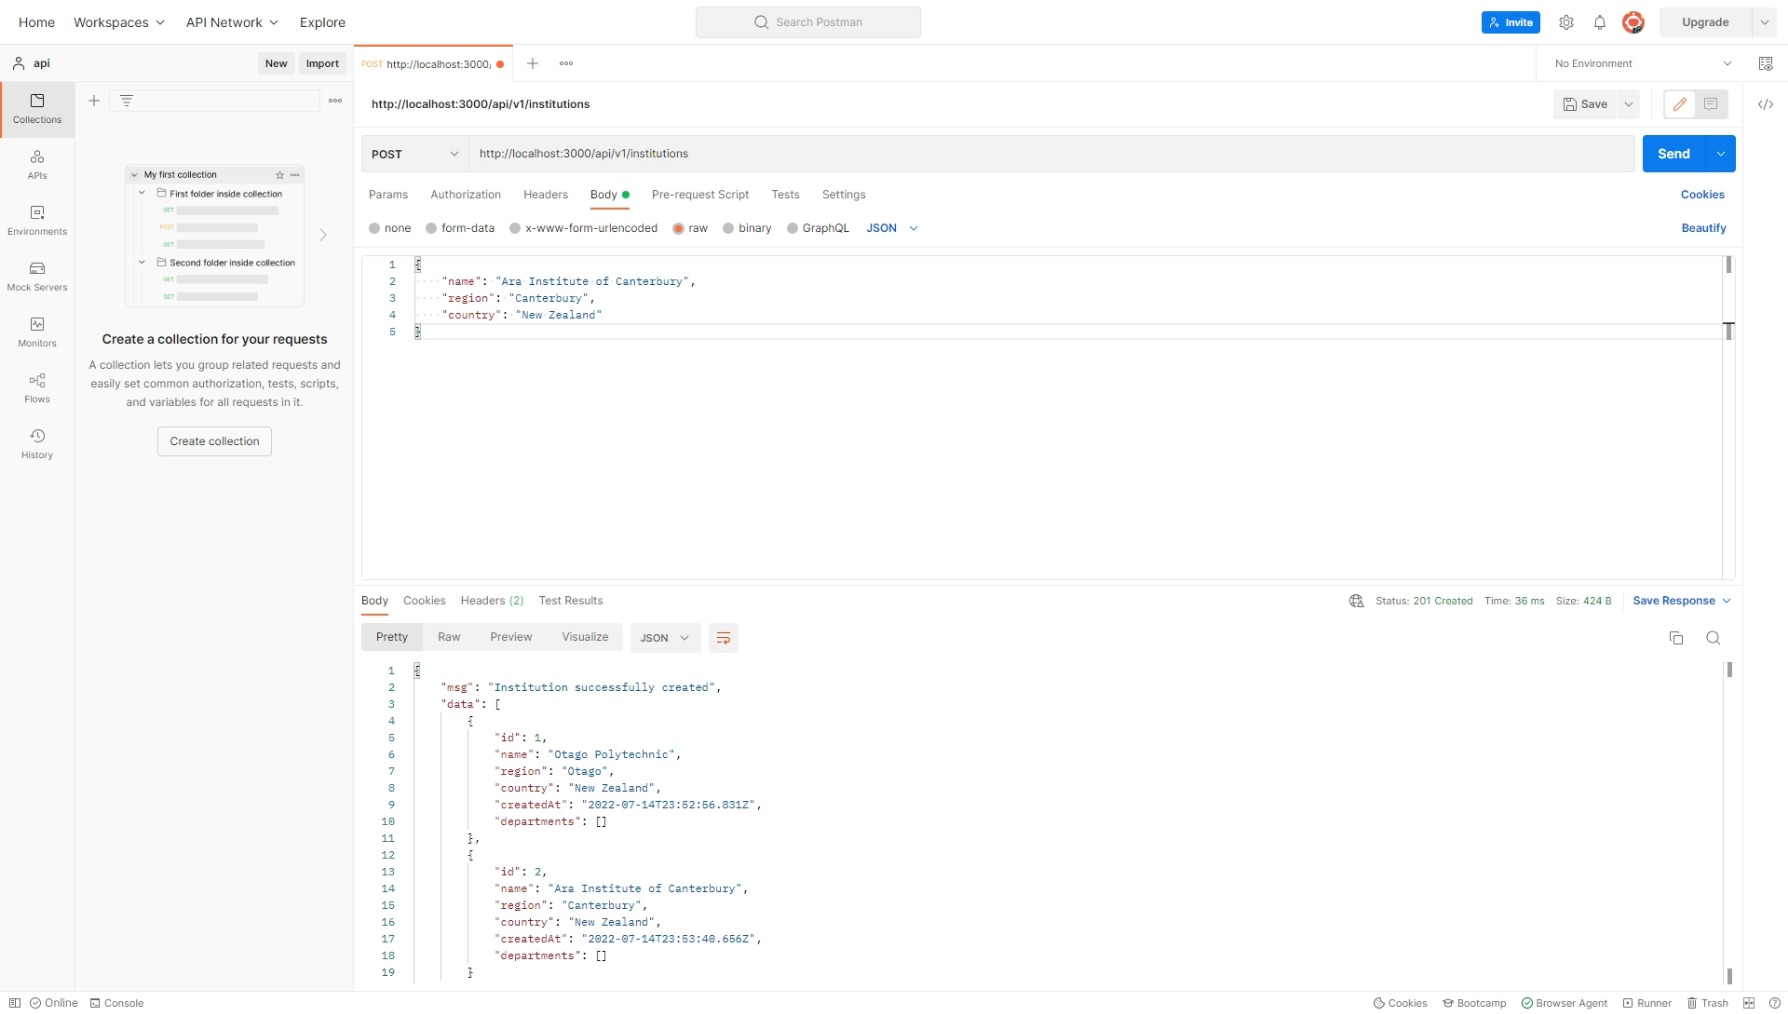 Home Workspaces API Network Explore Search Postman Invite Upgrade
api New Import POST http://localhost:3000/ No Environment
http://localhost:3000/api/v1/institutions Save
Collections
APIs
Environments
Mock Servers
Monitors
Flows
History
My first collection
First folder inside collection
GET
POST
GET
Second folder inside collection
GET
GET
Create a collection for your requests
A collection lets you group related requests and
easily set common authorization, tests, scripts,
and variables for all requests in it.
Create collection
POST http://localhost:3000/api/v1/institutions Send
Params Authorization Headers Body Pre-request Script Tests Settings Cookies
none form-data x-www-form-urlencoded raw binary GraphQL JSON Beautify
1 {
2 "name": "Ara Institute of Canterbury",
3 "region": "Canterbury",
4 "country": "New Zealand"
5 }
Body Cookies Headers (2) Test Results Status: 201 Created Time: 36 ms Size: 424 B Save Response
Pretty Raw Preview Visualize JSON
1 {
2 "msg": "Institution successfully created",
3 "data": [
4 {
5 "id": 1,
6 "name": "Otago Polytechnic",
7 "region": "Otago",
8 "country": "New Zealand",
9 "createdAt": "2022-07-14T23:52:56.831Z",
10 "departments": []
11 },
12 {
13 "id": 2,
14 "name": "Ara Institute of Canterbury",
15 "region": "Canterbury",
16 "country": "New Zealand",
17 "createdAt": "2022-07-14T23:53:40.656Z",
18 "departments": []
19 }
Online Console Cookies Bootcamp Browser Agent Runner Trash